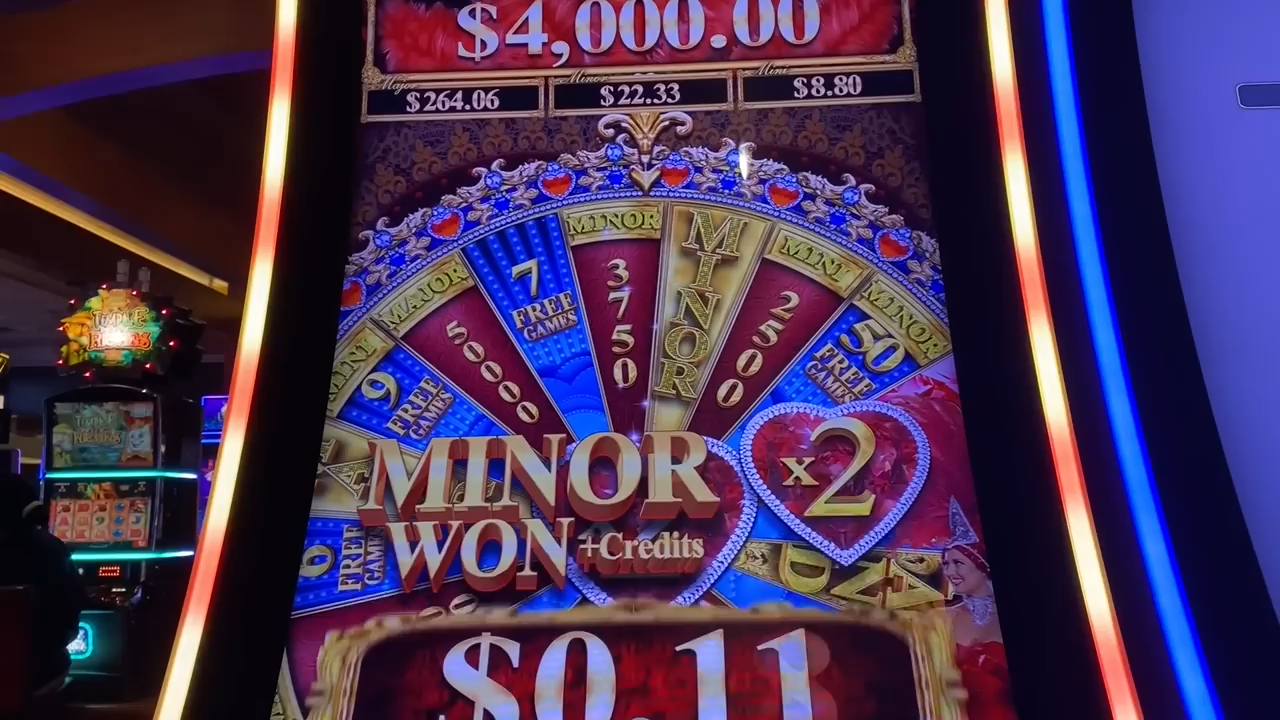 $4,000.00
Major
Minor
Mini
$264.06
$22.33
$8.80
MINI
9 FREE GAMES
MAJOR
50000
7
FREE
GAMES
MINOR
3750
MINOR
MINI
2500
MINOR
50
FREE
GAMES
MINOR
WON +Credits
x2
6
FREE
GAMES
$0.11